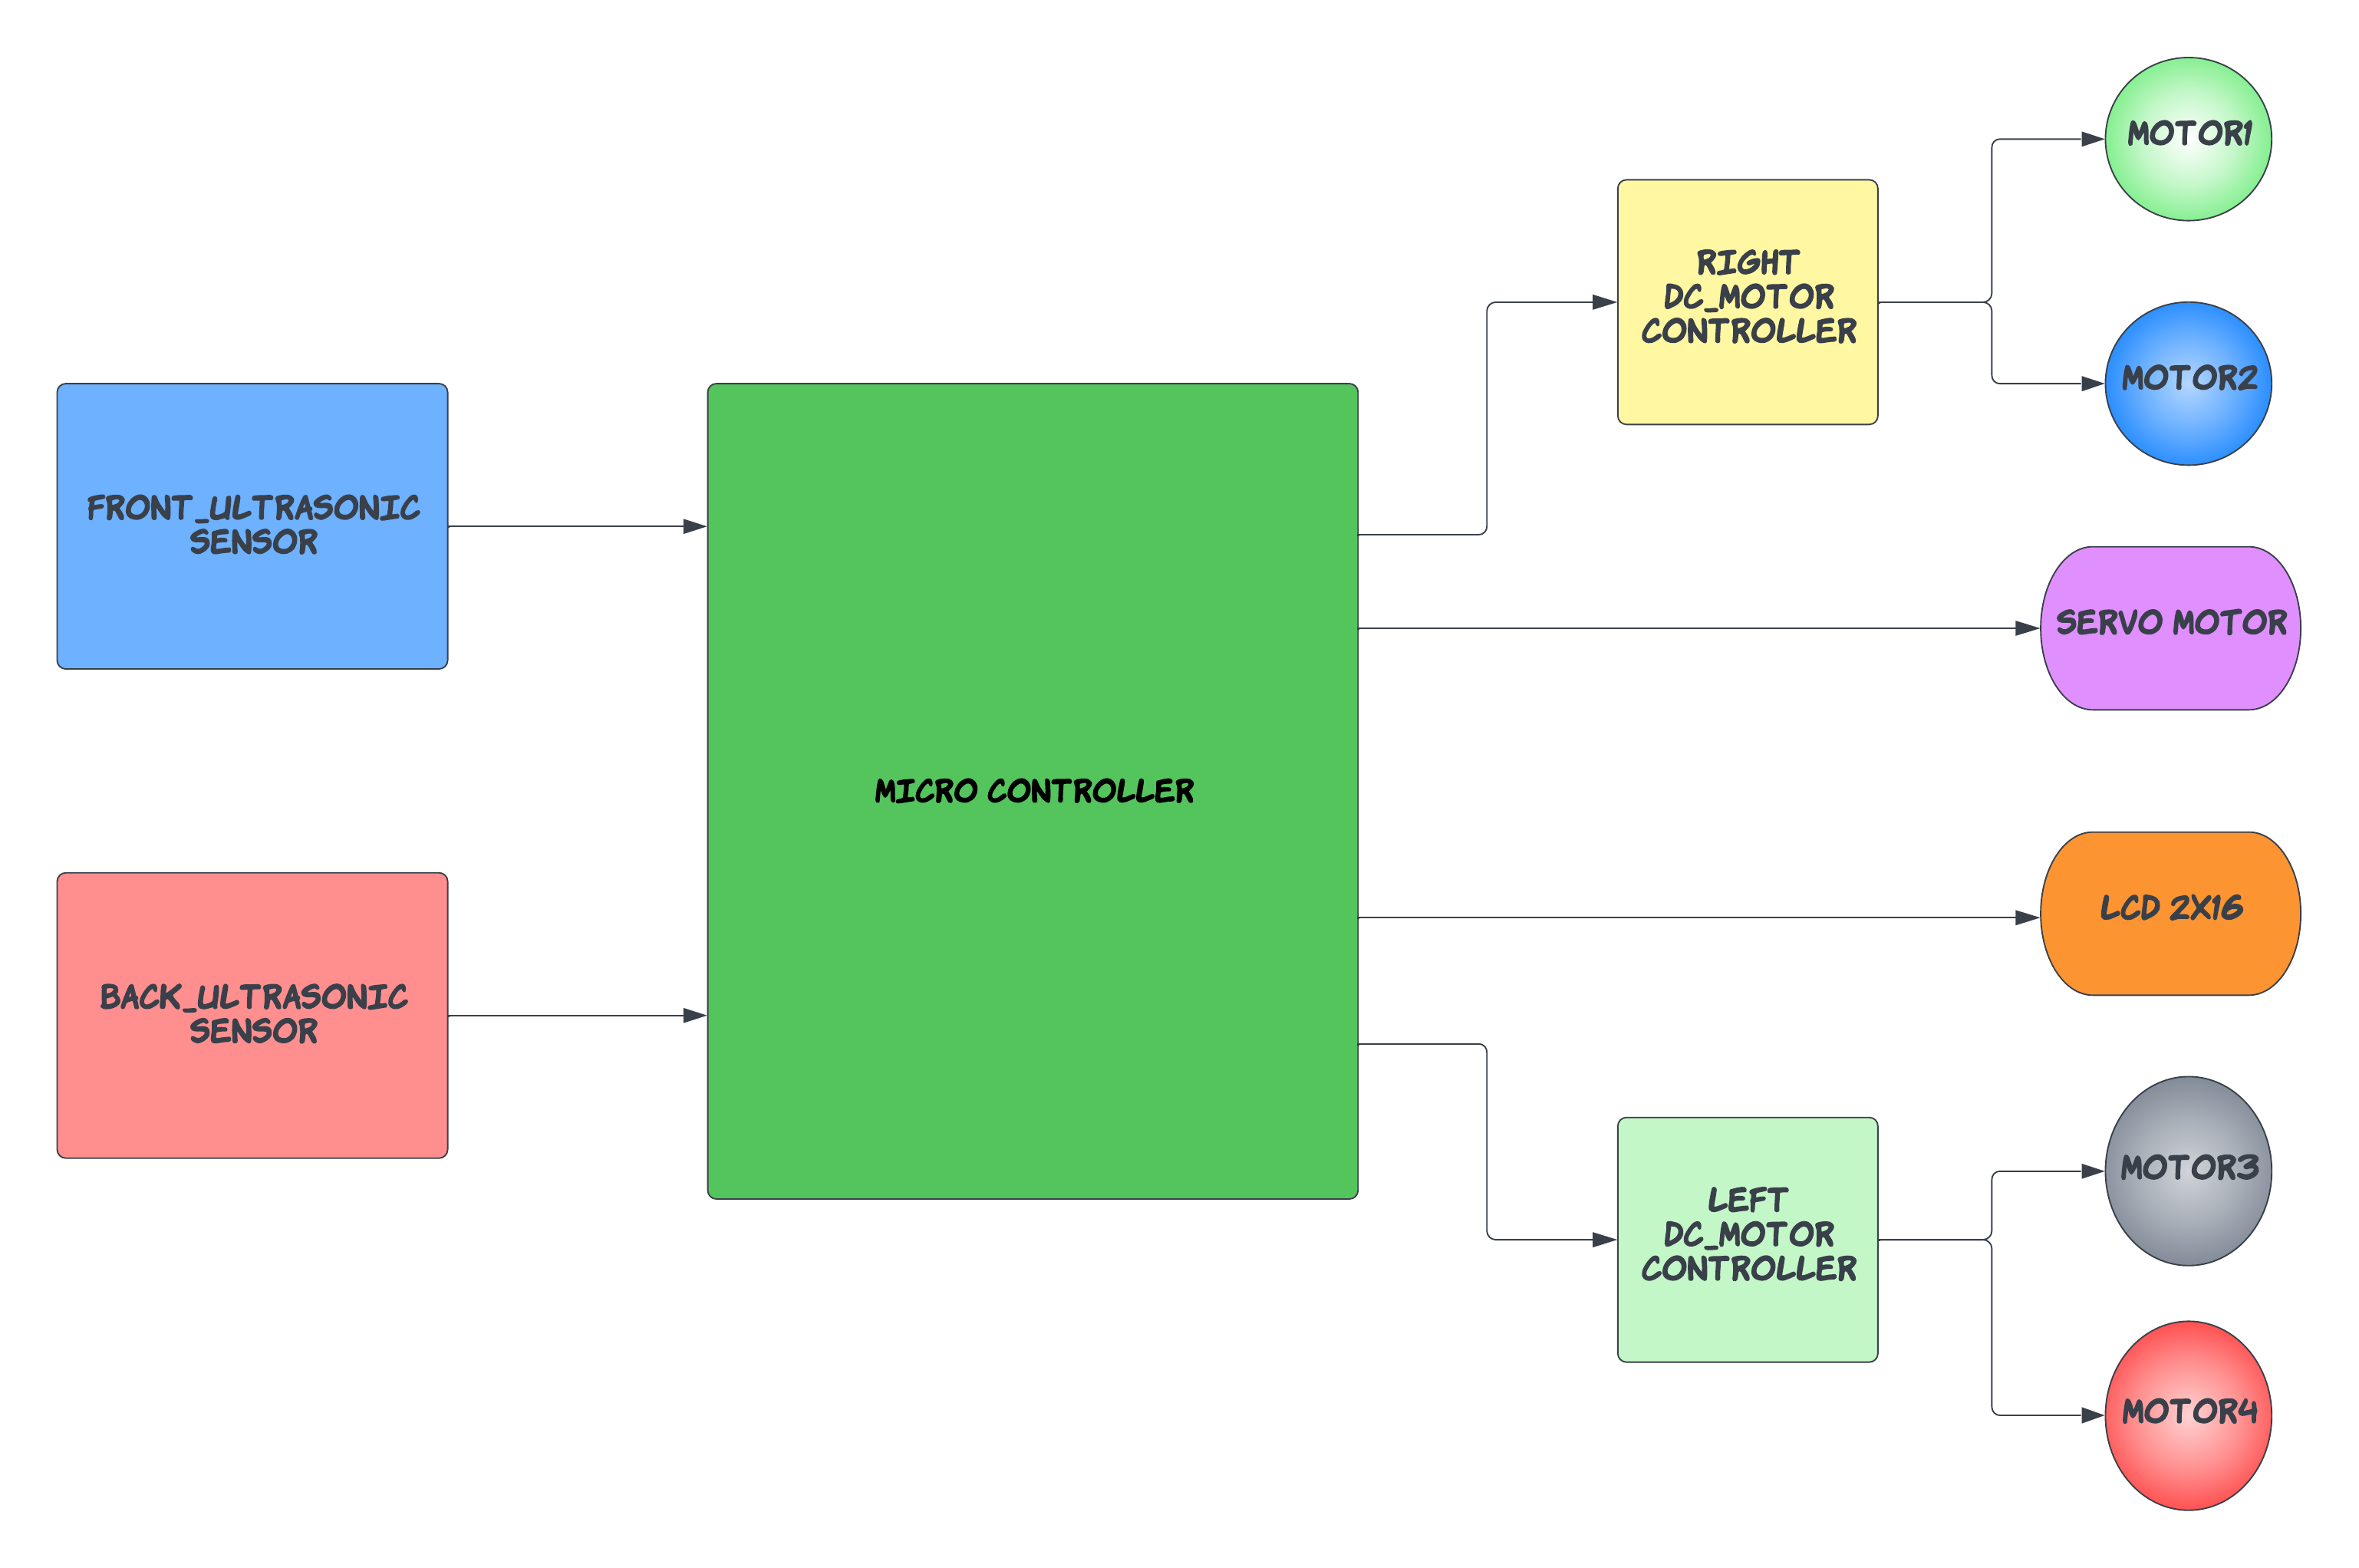 MOTOR1
RIGHT
DC_MOTOR
CONTROLLER
MOTOR2
FRONT_ULTRASONIC
SENSOR
SERVO MOTOR
MICRO CONTROLLER
LCD 2X16
BACK_ULTRASONIC
SENSOR
MOTOR3
LEFT
DC_MOTOR
CONTROLLER
MOTOR4